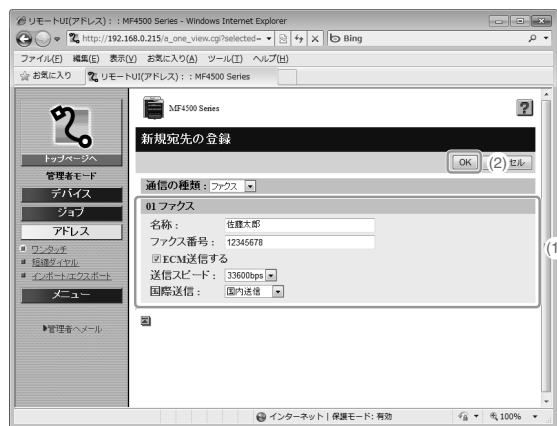 リモートUI(アドレス)：: MF4500 Series - Windows Internet Explorer
http://192.168.0.215/a_one_view.cgi?selected-
Bing
ファイル(F) 編集(E) 表示(V) お気に入り(A) ツール(T) ヘルプ(H)
お気に入り リモートUI(アドレス)：: MF4500 Series
MF4500 Series
新規宛先の登録
トップページへ
OK (2) セル
管理者モード
通信の種類：ファクス
デバイス
01 ファクス
ジョブ
名称： 佐藤太郎
アドレス
ファクス番号： 12345678
(1
ワンタッチ
ECM送信する
短縮ダイヤル
送信スピード： 33600bps
インポート/エクスポート
国際送信： 国内送信
メニュー
管理者へメール
インターネット | 保護モード: 有効
100%